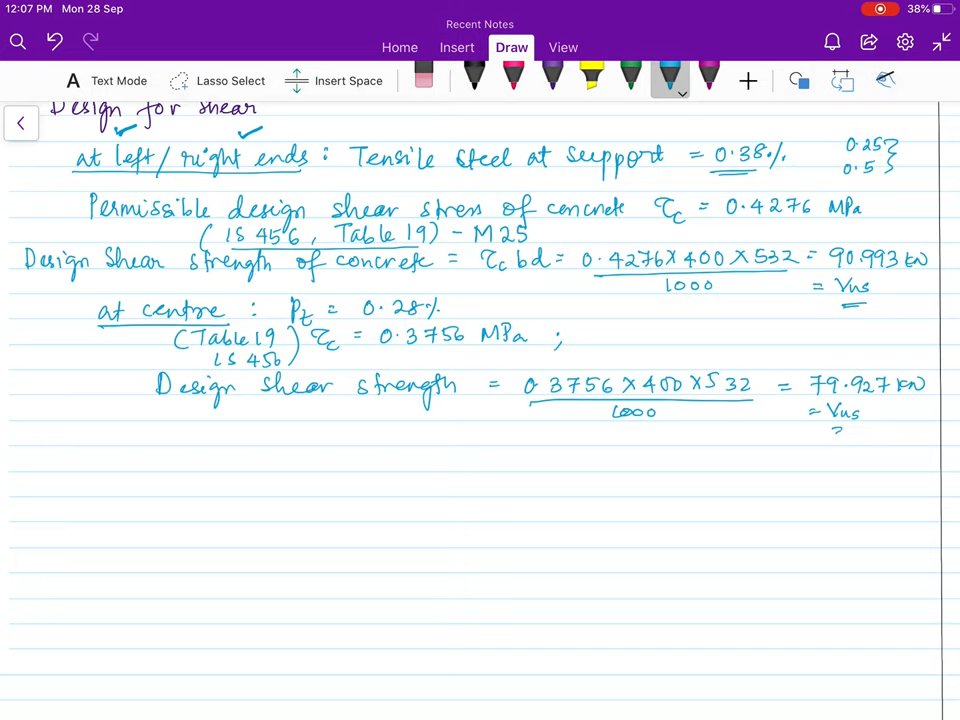 12:07 PM Mon 28 Sep 38%
Recent Notes
Home Insert Draw View
A Text Mode Lasso Select Insert Space
Design for shear
at left/right ends : Tensile steel at support = 0.38%. 0.25
0.5
Permissible design shear stress of concrete τc = 0.4276 MPa
(IS 456, Table 19) - M25
Design Shear strength of concrete = τc bd = 0.4276 × 400 × 532 = 90.993 kN
1000 = Vus
at centre : Pt = 0.28%.
(Table 19 τc = 0.3756 MPa ;
IS 456)
Design shear strength = 0.3756 × 400 × 532 = 79.927 kN
1000 = Vus
=